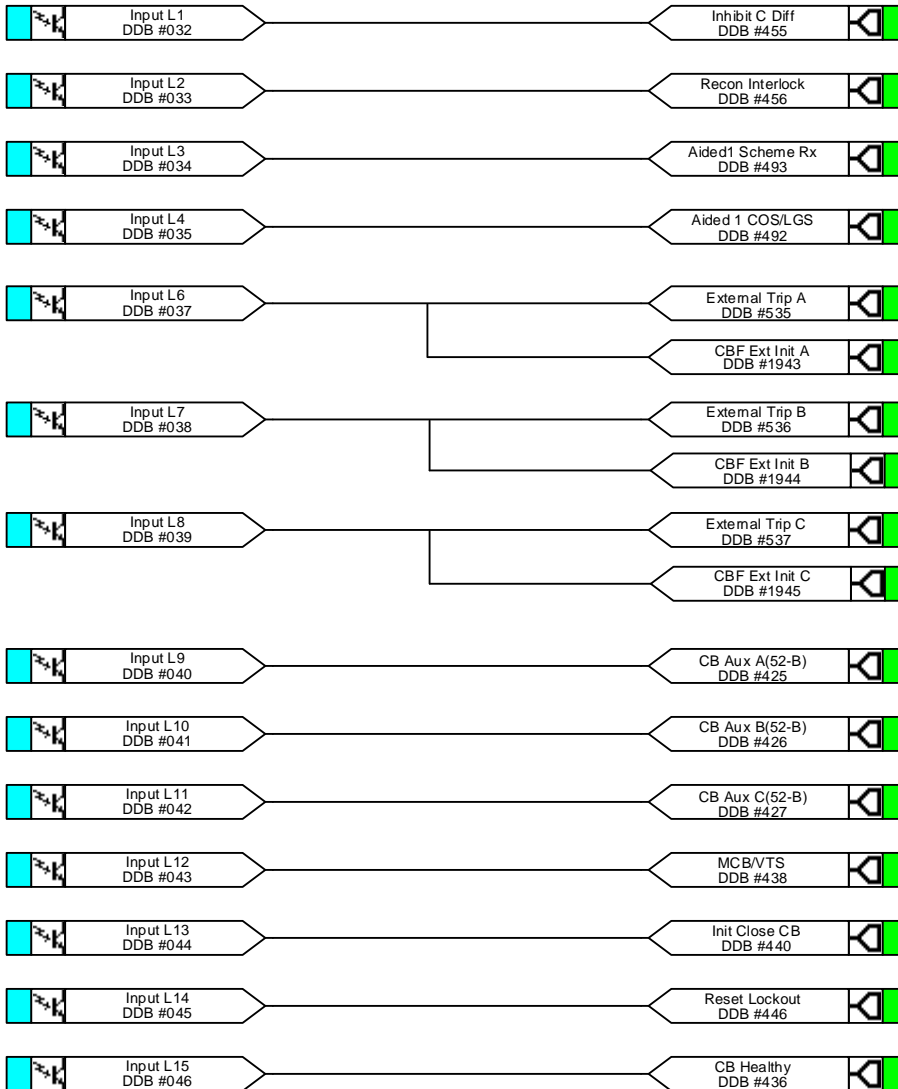 Input L1
DDB #032
Inhibit C Diff
DDB #455
Input L2
DDB #033
Recon Interlock
DDB #456
Input L3
DDB #034
Aided1 Scheme Rx
DDB #493
Input L4
DDB #035
Aided 1 COS/LGS
DDB #492
Input L6
DDB #037
External Trip A
DDB #535
CBF Ext Init A
DDB #1943
Input L7
DDB #038
External Trip B
DDB #536
CBF Ext Init B
DDB #1944
Input L8
DDB #039
External Trip C
DDB #537
CBF Ext Init C
DDB #1945
Input L9
DDB #040
CB Aux A(52-B)
DDB #425
Input L10
DDB #041
CB Aux B(52-B)
DDB #426
Input L11
DDB #042
CB Aux C(52-B)
DDB #427
Input L12
DDB #043
MCB/VTS
DDB #438
Input L13
DDB #044
Init Close CB
DDB #440
Input L14
DDB #045
Reset Lockout
DDB #446
Input L15
DDB #046
CB Healthy
DDB #436